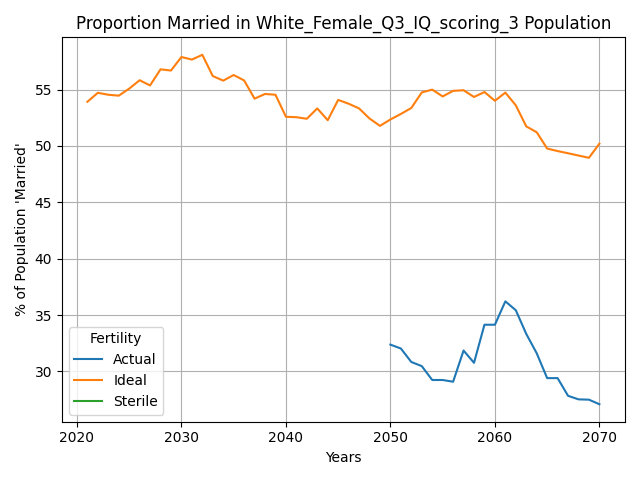 Proportion Married in White_Female_Q3_IQ_scoring_3 Population
% of Population 'Married'
55
50
45
40
35
30
Fertility
Actual
Ideal
Sterile
2020 2030 2040 2050 2060 2070
Years